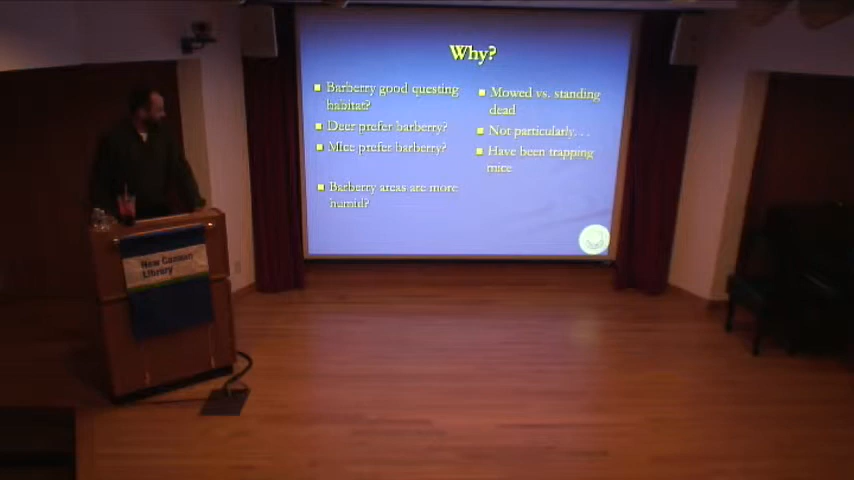 Why?
Barberry good questing
habitat?
Deer prefer barberry?
Mice prefer barberry?
Barberry areas are more
humid?
Mowed vs. standing
dead
Not particularly. . .
Have been trapping
mice
New Canaan
Library